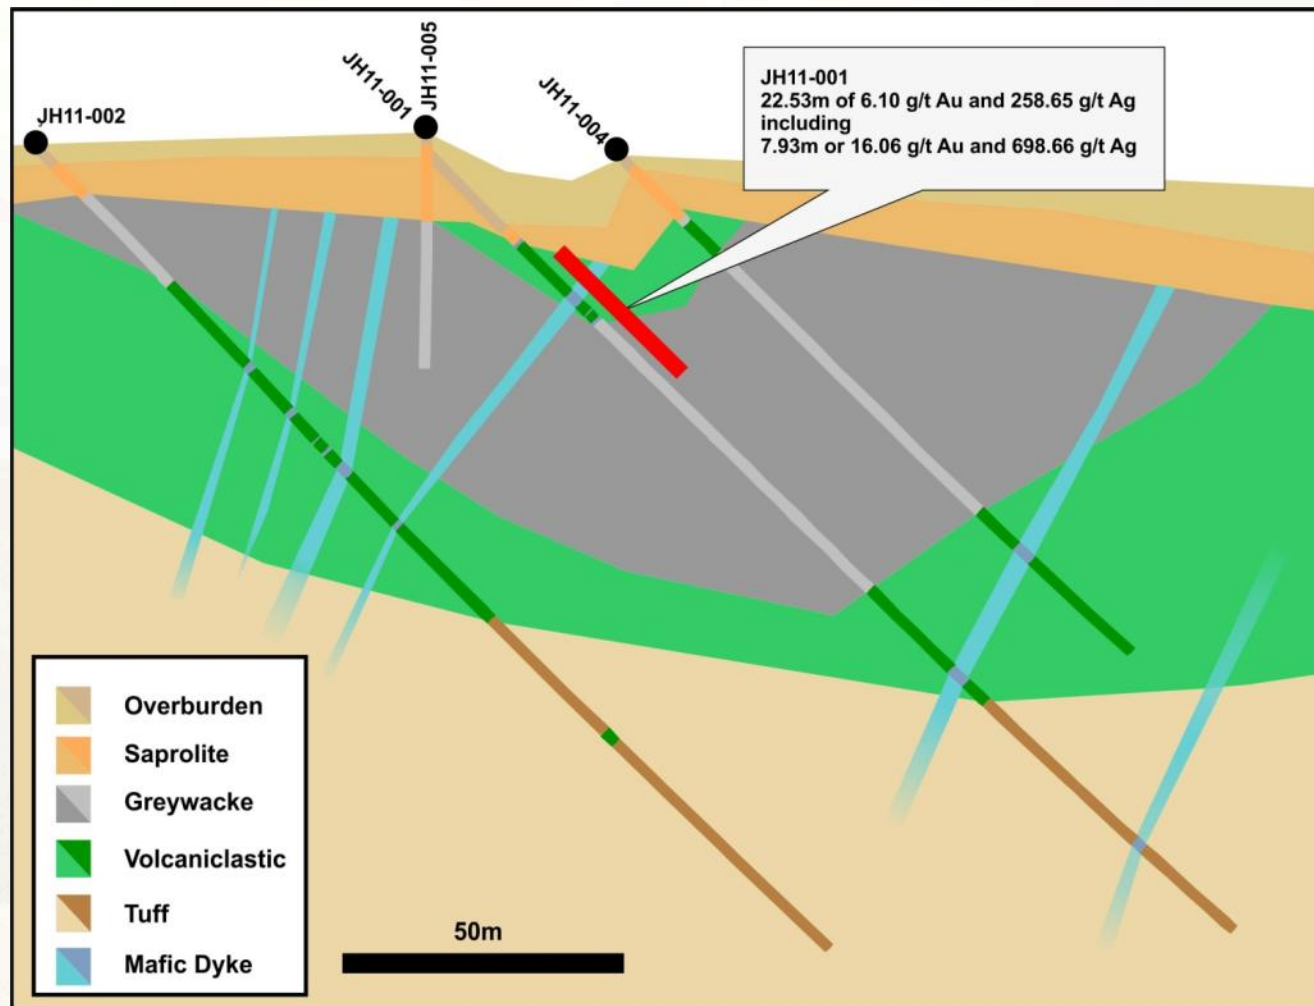 JH11-002
JH11-001
JH11-005
JH11-004
JH11-001
22.53m of 6.10 g/t Au and 258.65 g/t Ag
including
7.93m or 16.06 g/t Au and 698.66 g/t Ag
Overburden
Saprolite
Greywacke
Volcaniclastic
Tuff
Mafic Dyke
50m